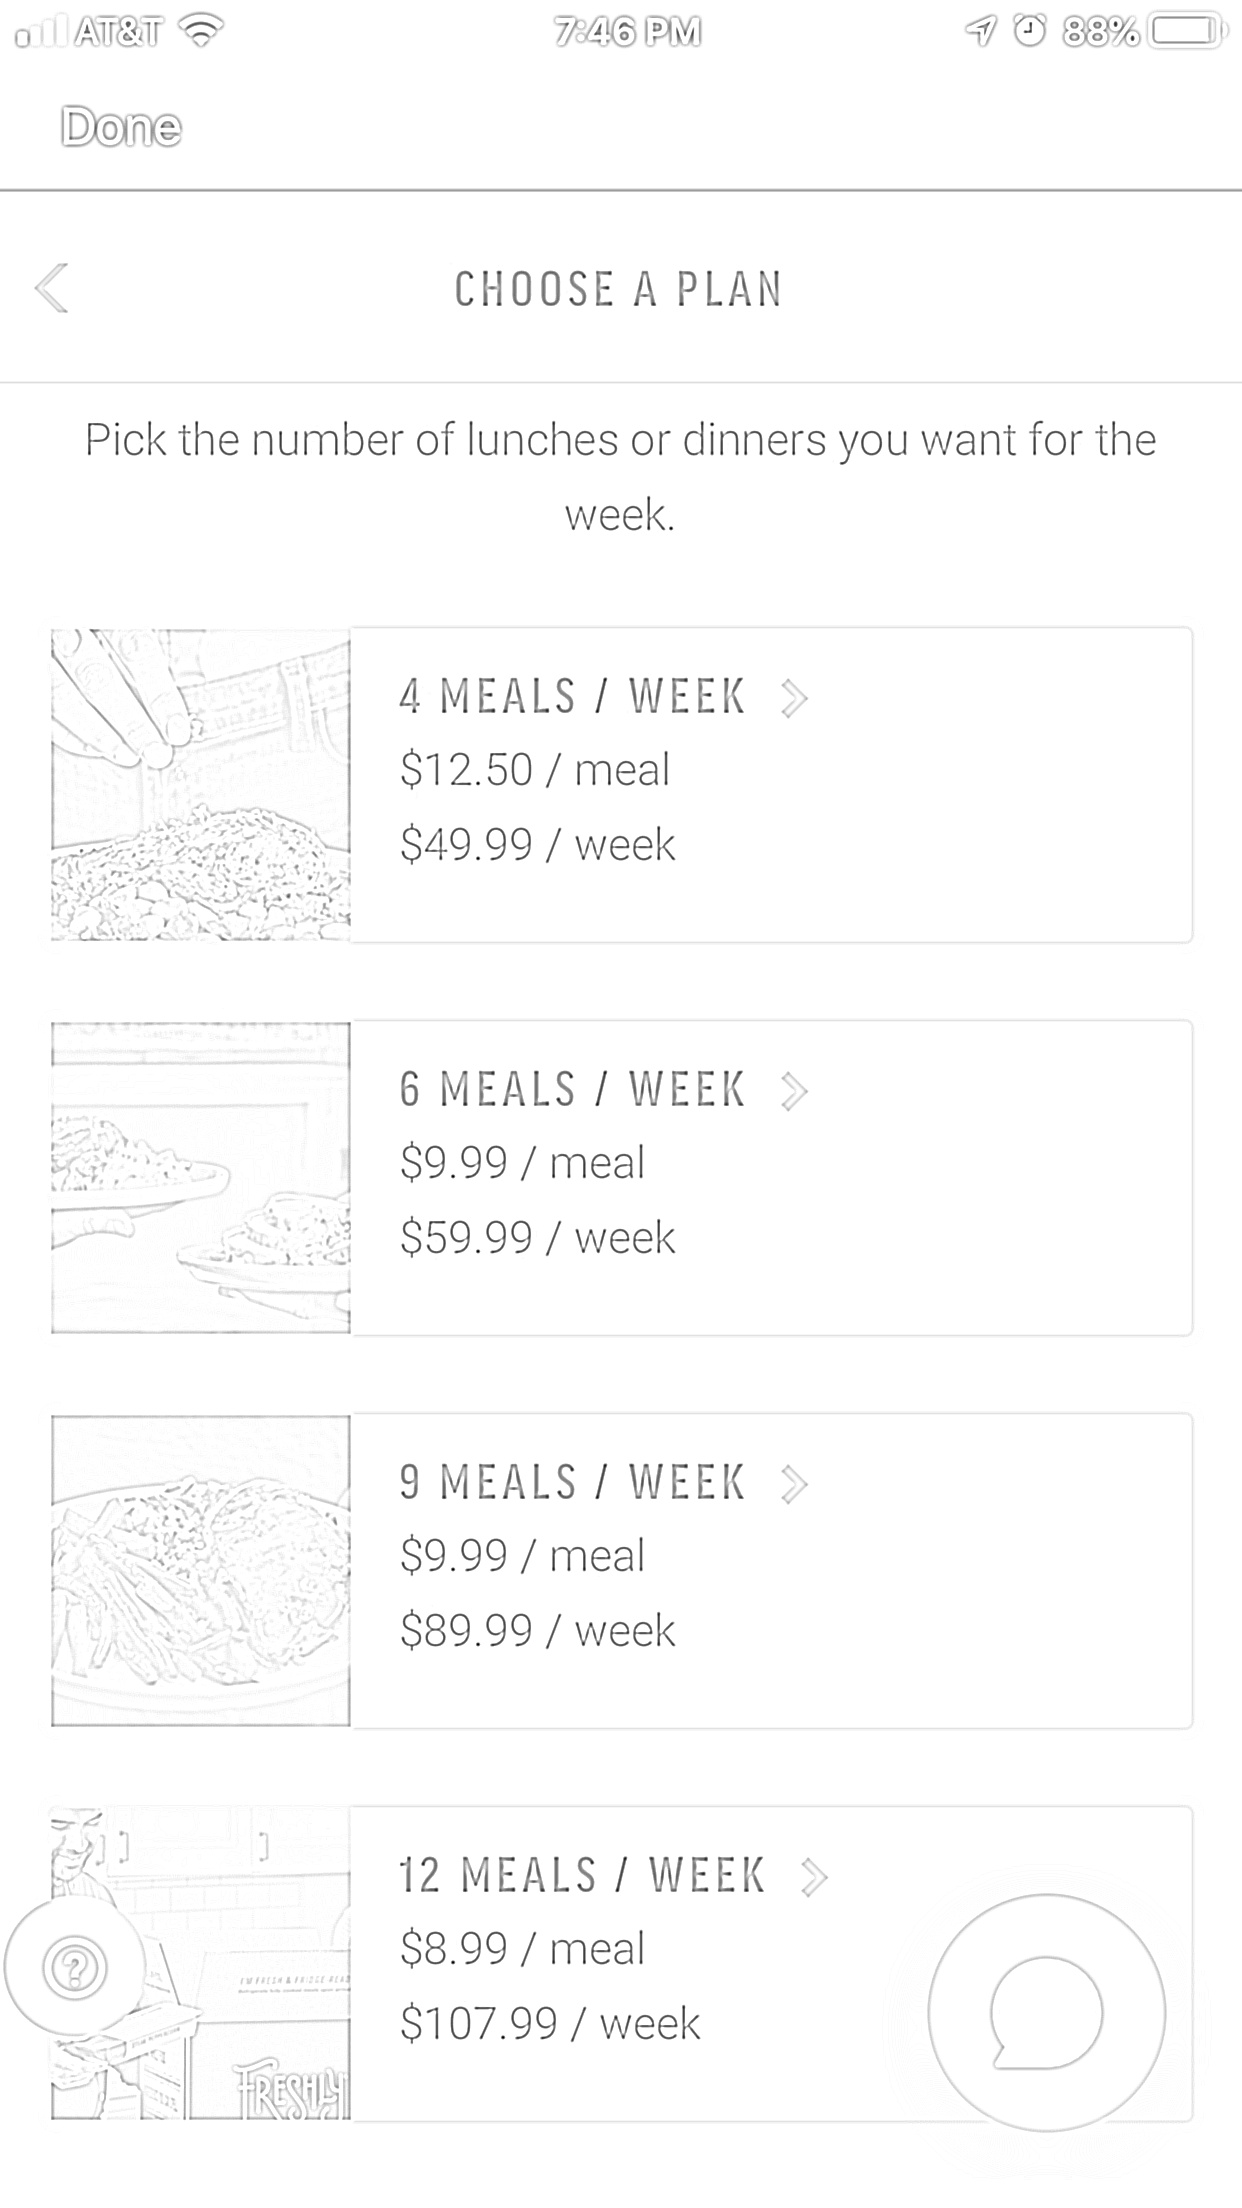 AT&T 7:46 PM 88%
Done
CHOOSE A PLAN
Pick the number of lunches or dinners you want for the
week.
4 MEALS / WEEK
$12.50 / meal
$49.99 / week
6 MEALS / WEEK
$9.99 / meal
$59.99 / week
9 MEALS / WEEK
$9.99 / meal
$89.99 / week
12 MEALS / WEEK
$8.99 / meal
$107.99 / week
?
I'M FRESH & FRIDGE READ
FRESHLY